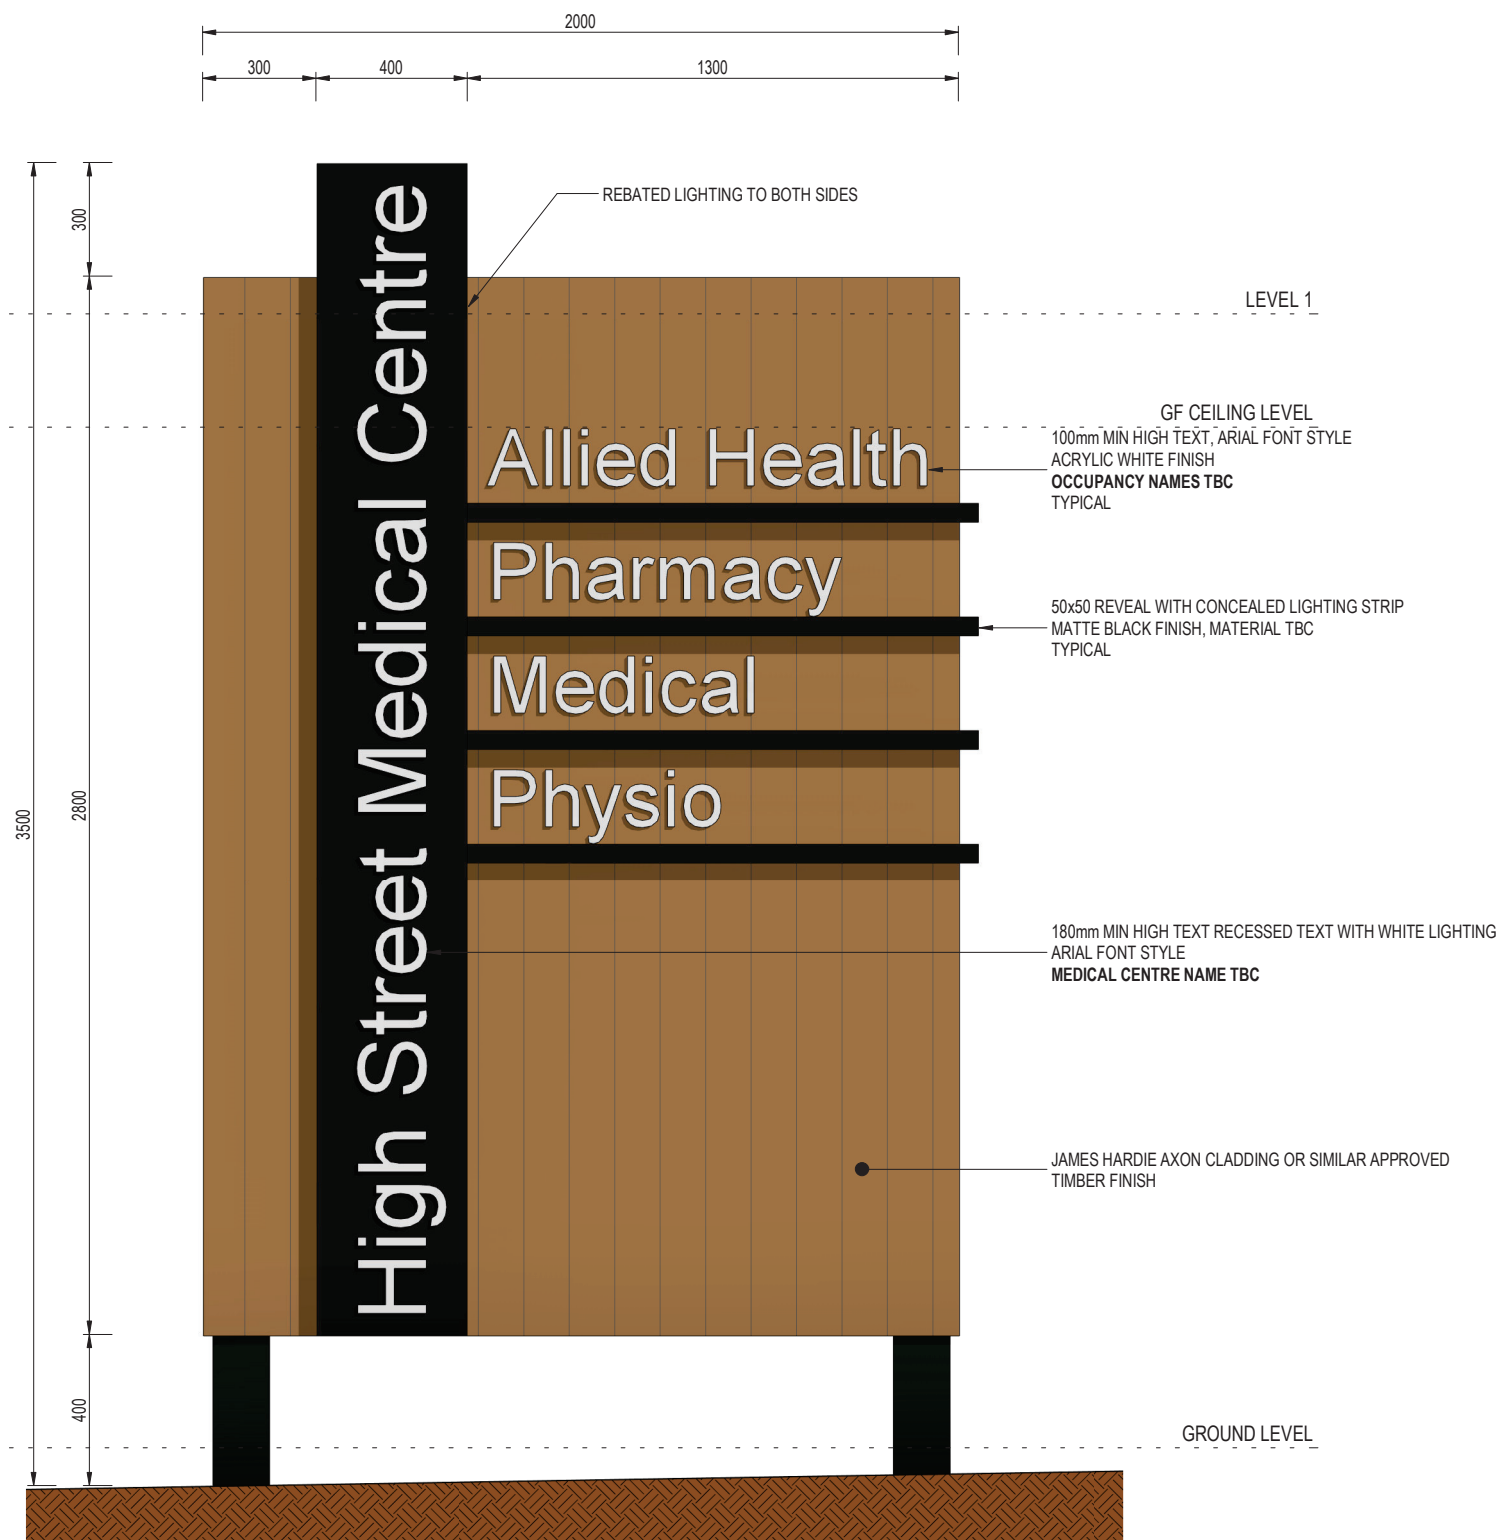 2000
300
400
1300
300
2800
3500
400
High Street Medical Centre
REBATED LIGHTING TO BOTH SIDES
LEVEL 1
GF CEILING LEVEL
Allied Health
100mm MIN HIGH TEXT, ARIAL FONT STYLE
ACRYLIC WHITE FINISH
OCCUPANCY NAMES TBC
TYPICAL
Pharmacy
50x50 REVEAL WITH CONCEALED LIGHTING STRIP
MATTE BLACK FINISH, MATERIAL TBC
TYPICAL
Medical
Physio
180mm MIN HIGH TEXT RECESSED TEXT WITH WHITE LIGHTING
ARIAL FONT STYLE
MEDICAL CENTRE NAME TBC
JAMES HARDIE AXON CLADDING OR SIMILAR APPROVED
TIMBER FINISH
GROUND LEVEL